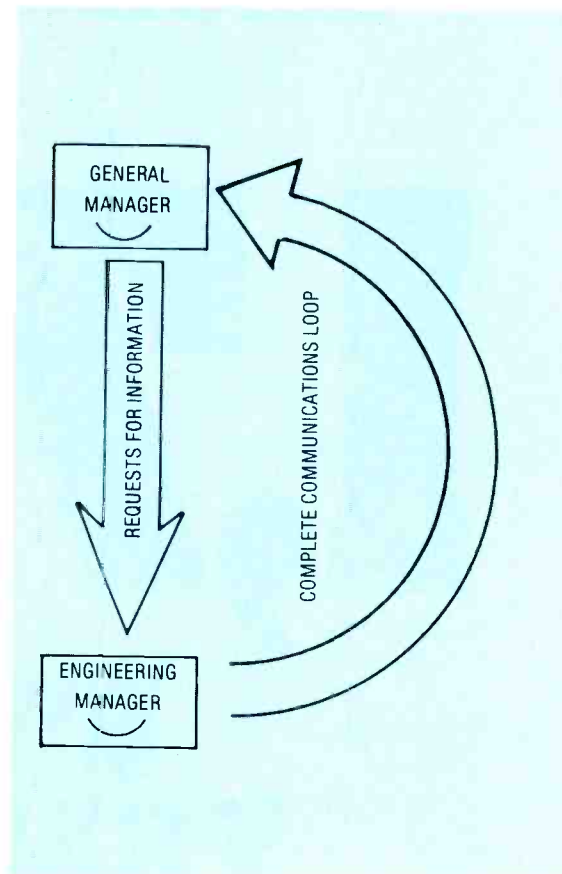 GENERAL
MANAGER
REQUESTS FOR INFORMATION
COMPLETE COMMUNICATIONS LOOP
ENGINEERING
MANAGER